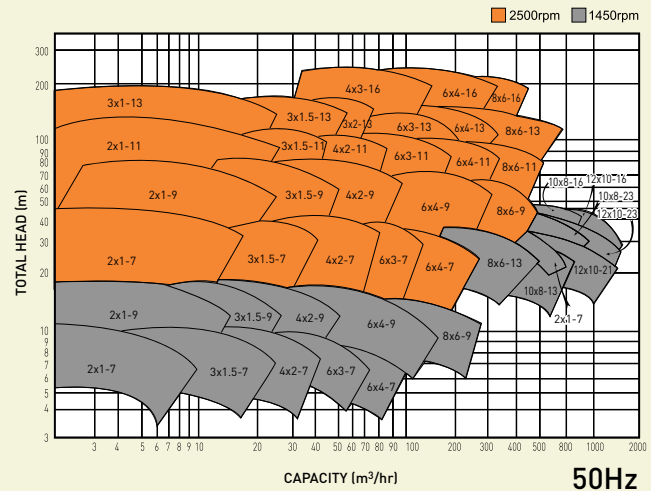 2500rpm 1450rpm
300
200
100
90
80
70
60
50
40
30
20
10
9
8
7
6
5
4
3
TOTAL HEAD (m)
4x3-16 6x4-16 8x6-16
3x1-13 3x1.5-13 3x2-13 6x3-13 6x4-13 8x6-13
2x1-11 3x1.5-11 4x2-11 6x3-11 6x4-11 8x6-11
10x8-16 12x10-16
10x8-23
12x10-23
2x1-9 3x1.5-9 4x2-9 6x4-9 8x6-9
2x1-7 3x1.5-7 4x2-7 6x3-7 6x4-7 8x6-13 12x10-21
10x8-13
2x1-7
2x1-9 3x1.5-9 4x2-9 6x4-9 8x6-9
2x1-7 3x1.5-7 4x2-7 6x3-7 6x4-7
3 4 5 6 7 8 9 10 20 30 40 50 60 70 80 90 100 200 300 400 500 800 1000 2000
CAPACITY (m³/hr)
50Hz